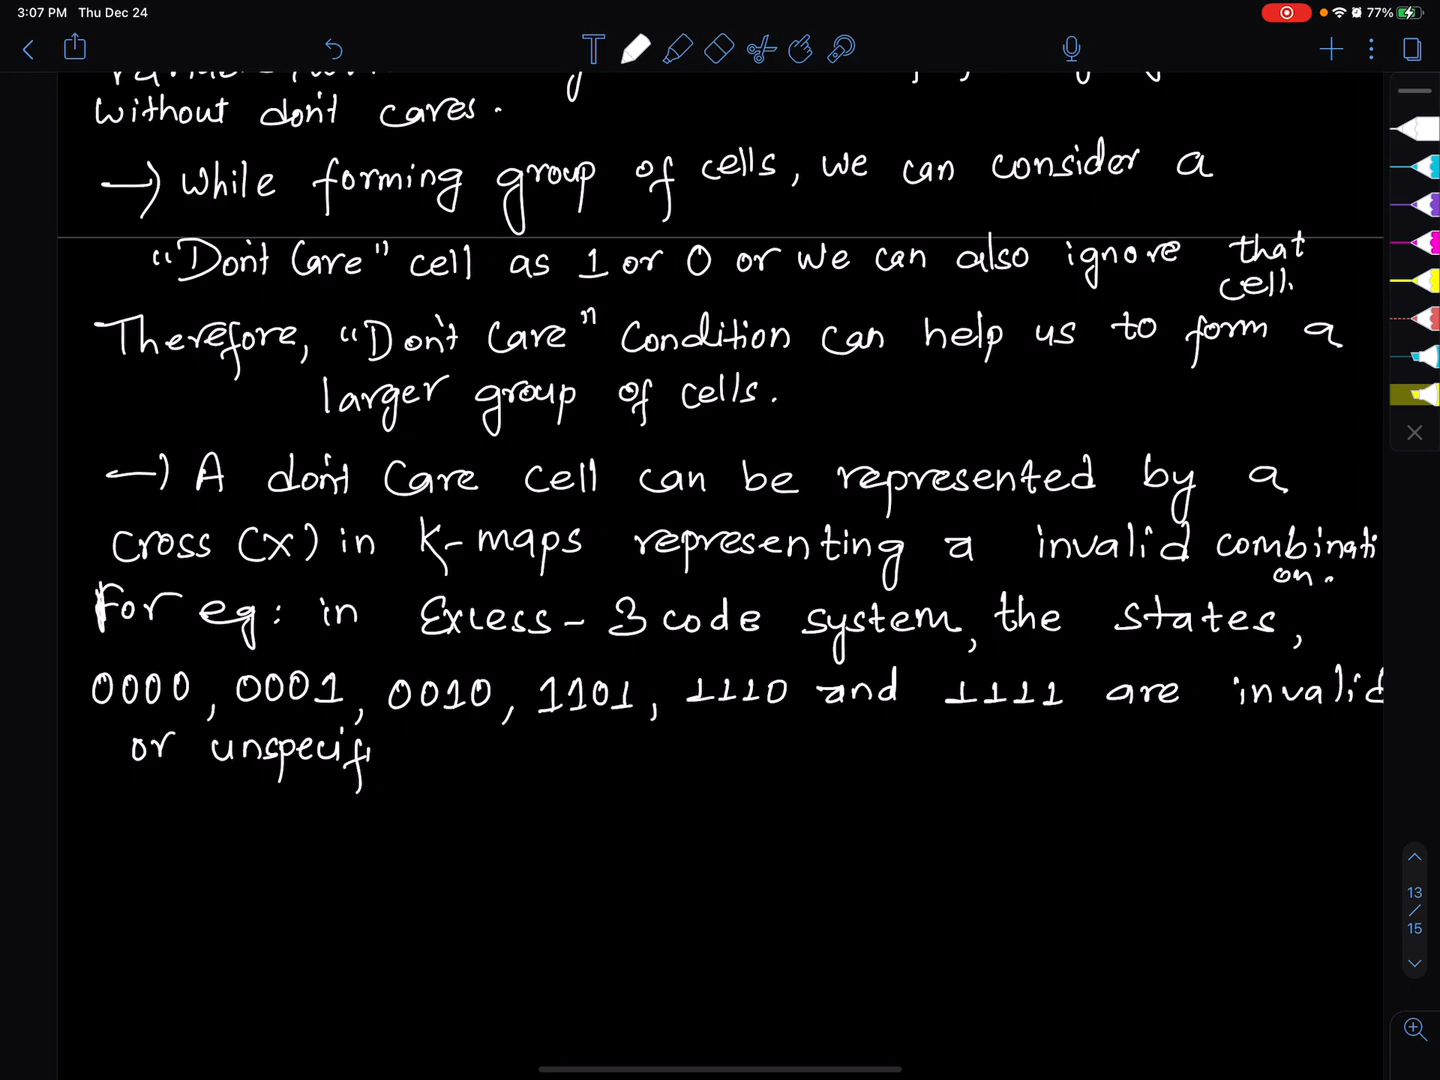 3:07 PM Thu Dec 24
77%
without don't cares.
→ While forming group of cells, we can consider a
"Don't Care" cell as 1 or 0 or we can also ignore that
cell.
Therefore, "Don't Care" Condition can help us to form a
larger group of cells.
→ A don't Care cell can be represented by a
cross (X) in K-maps representing a invalid combinati
on.
For eg: in Excess-3 code system, the states,
0000, 0001, 0010, 1101, 1110 and 1111 are invalid
or unspecif
13
/
15